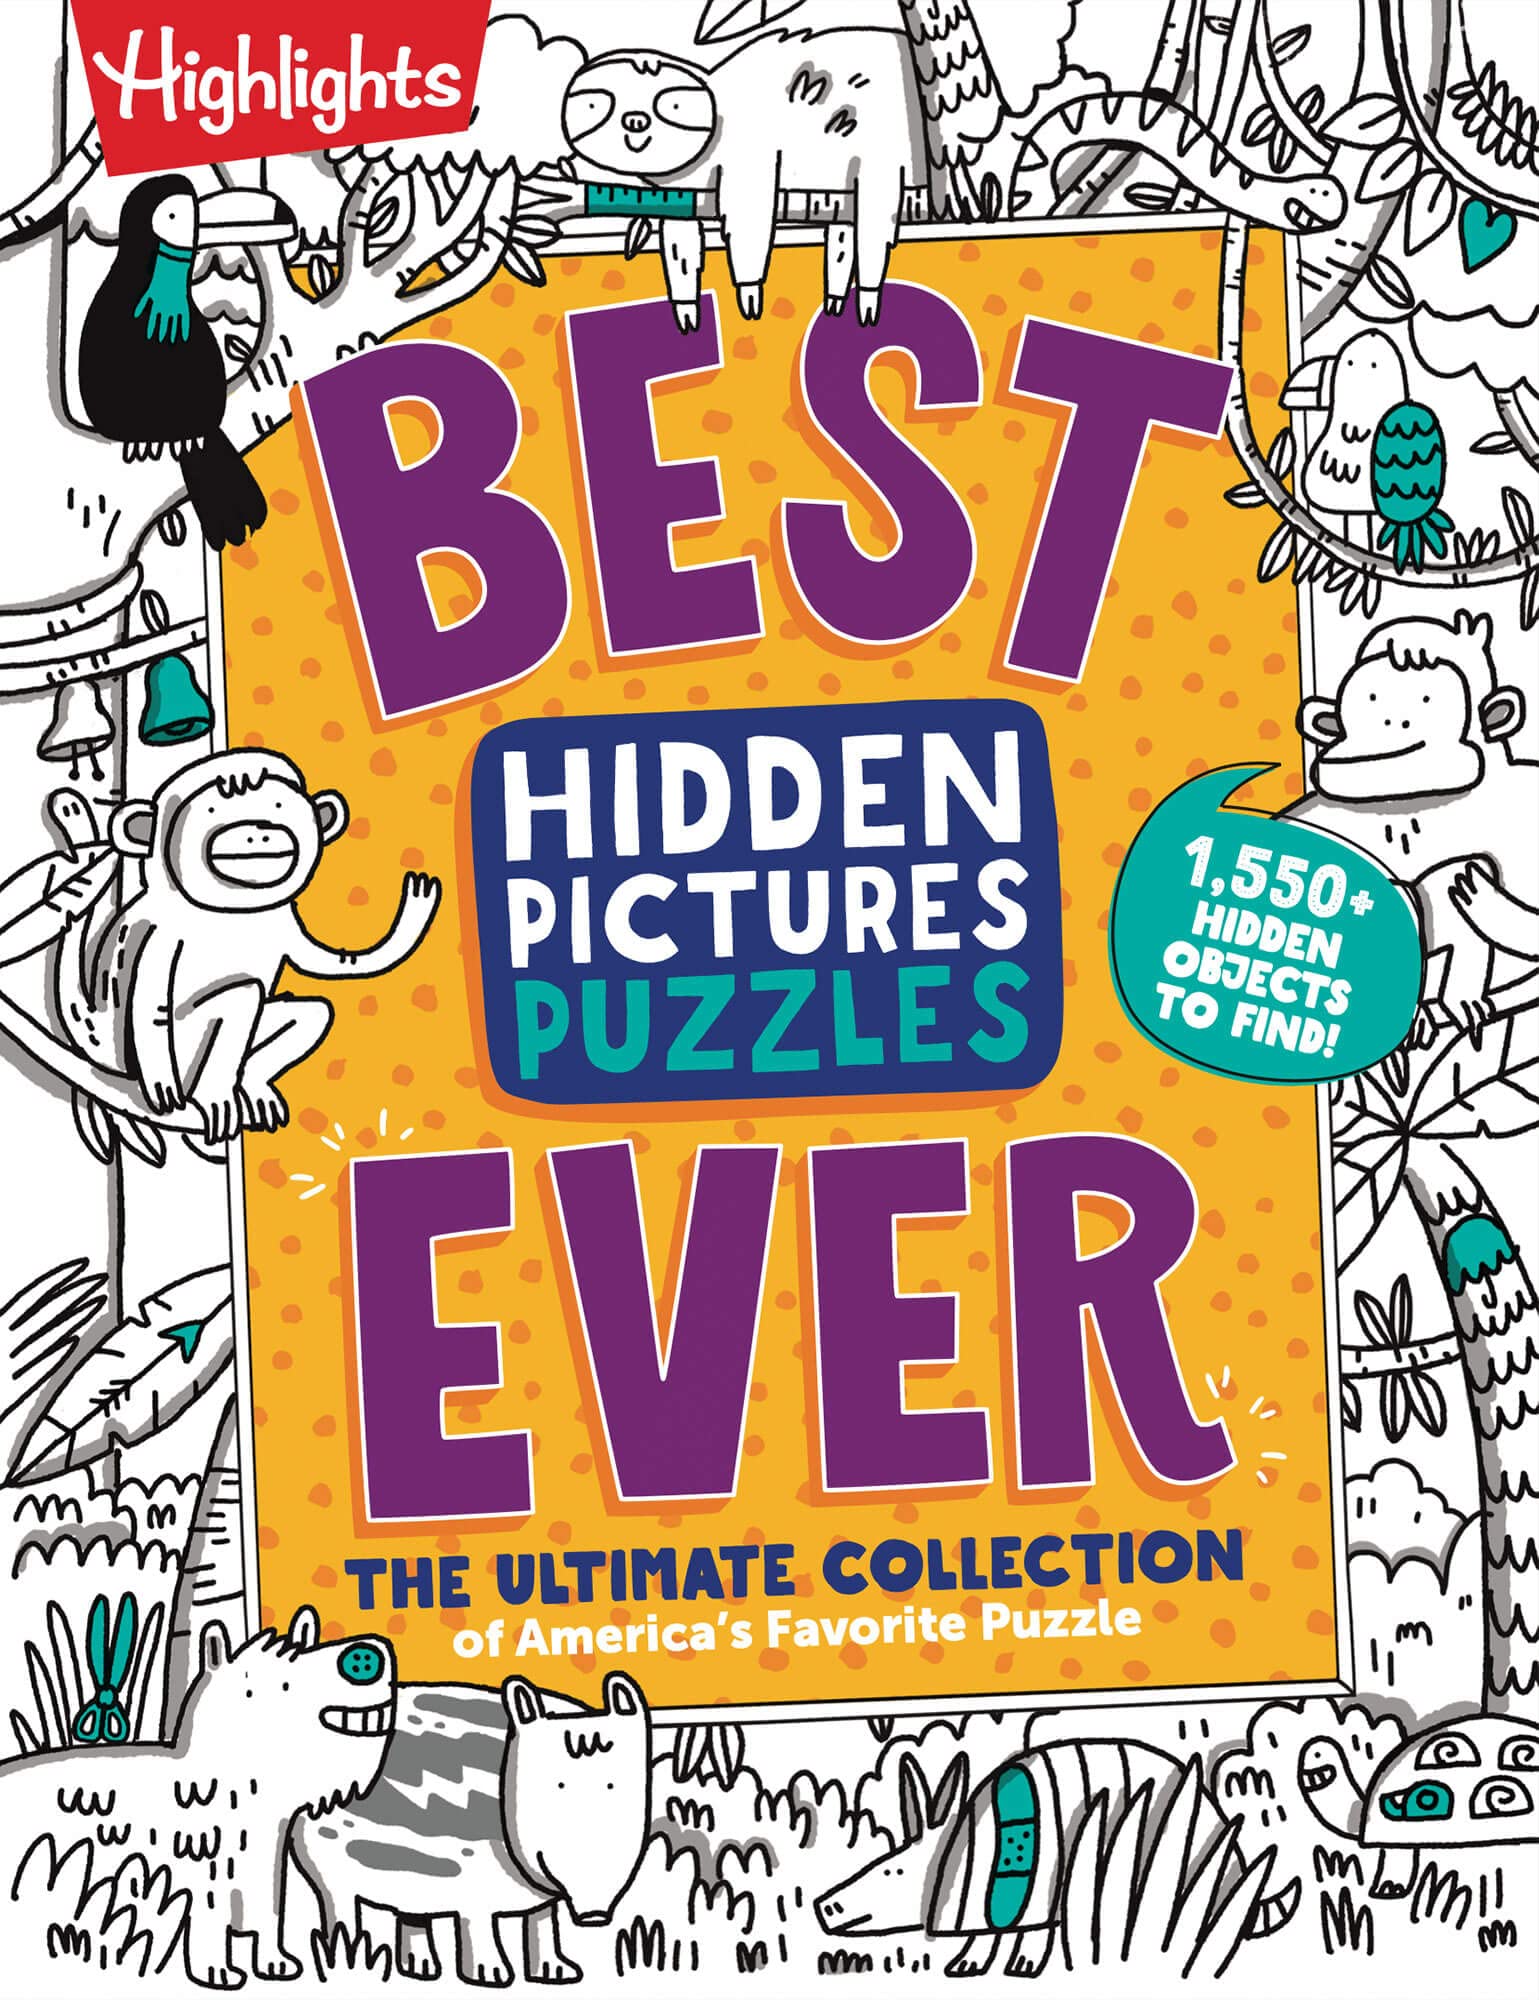 Highlights
BEST
HIDDEN
PICTURES
PUZZLES
1,550+
HIDDEN
OBJECTS
TO FIND!
EVER
THE ULTIMATE COLLECTION
of America's Favorite Puzzle